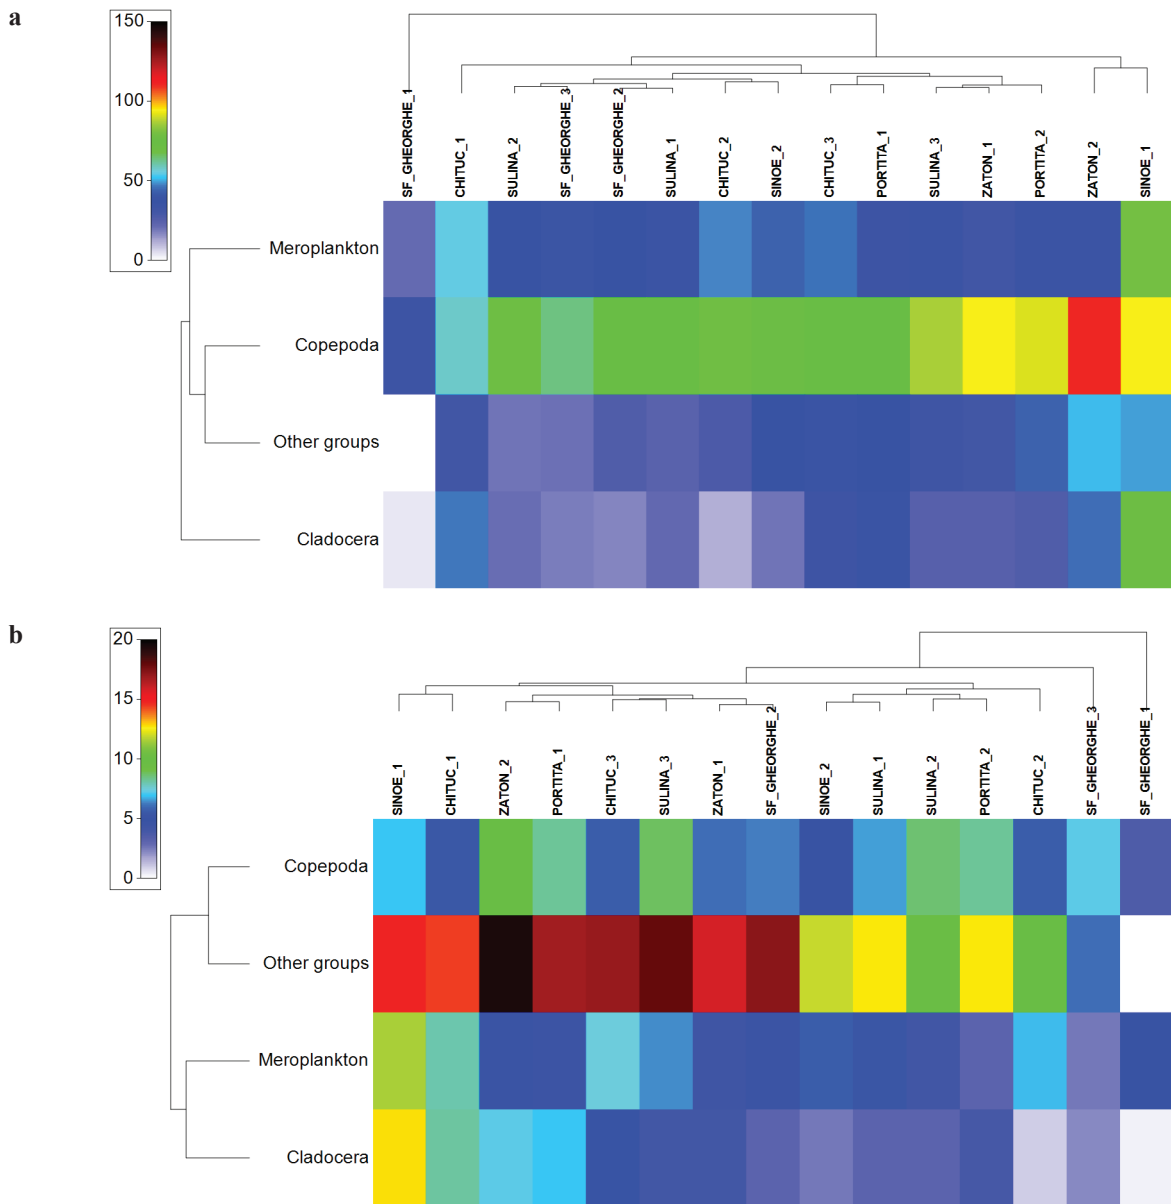 a
150
100
50
0
SF_GHEORGHE_1
CHITUC_1
SULINA_2
SF_GHEORGHE_3
SF_GHEORGHE_2
SULINA_1
CHITUC_2
SINOE_2
CHITUC_3
PORTITA_1
SULINA_3
ZATON_1
PORTITA_2
ZATON_2
SINOE_1
Meroplankton
Copepoda
Other groups
Cladocera
b
20
15
10
5
0
SINOE_1
CHITUC_1
ZATON_2
PORTITA_1
CHITUC_3
SULINA_3
ZATON_1
SF_GHEORGHE_2
SINOE_2
SULINA_1
SULINA_2
PORTITA_2
CHITUC_2
SF_GHEORGHE_3
SF_GHEORGHE_1
Copepoda
Other groups
Meroplankton
Cladocera